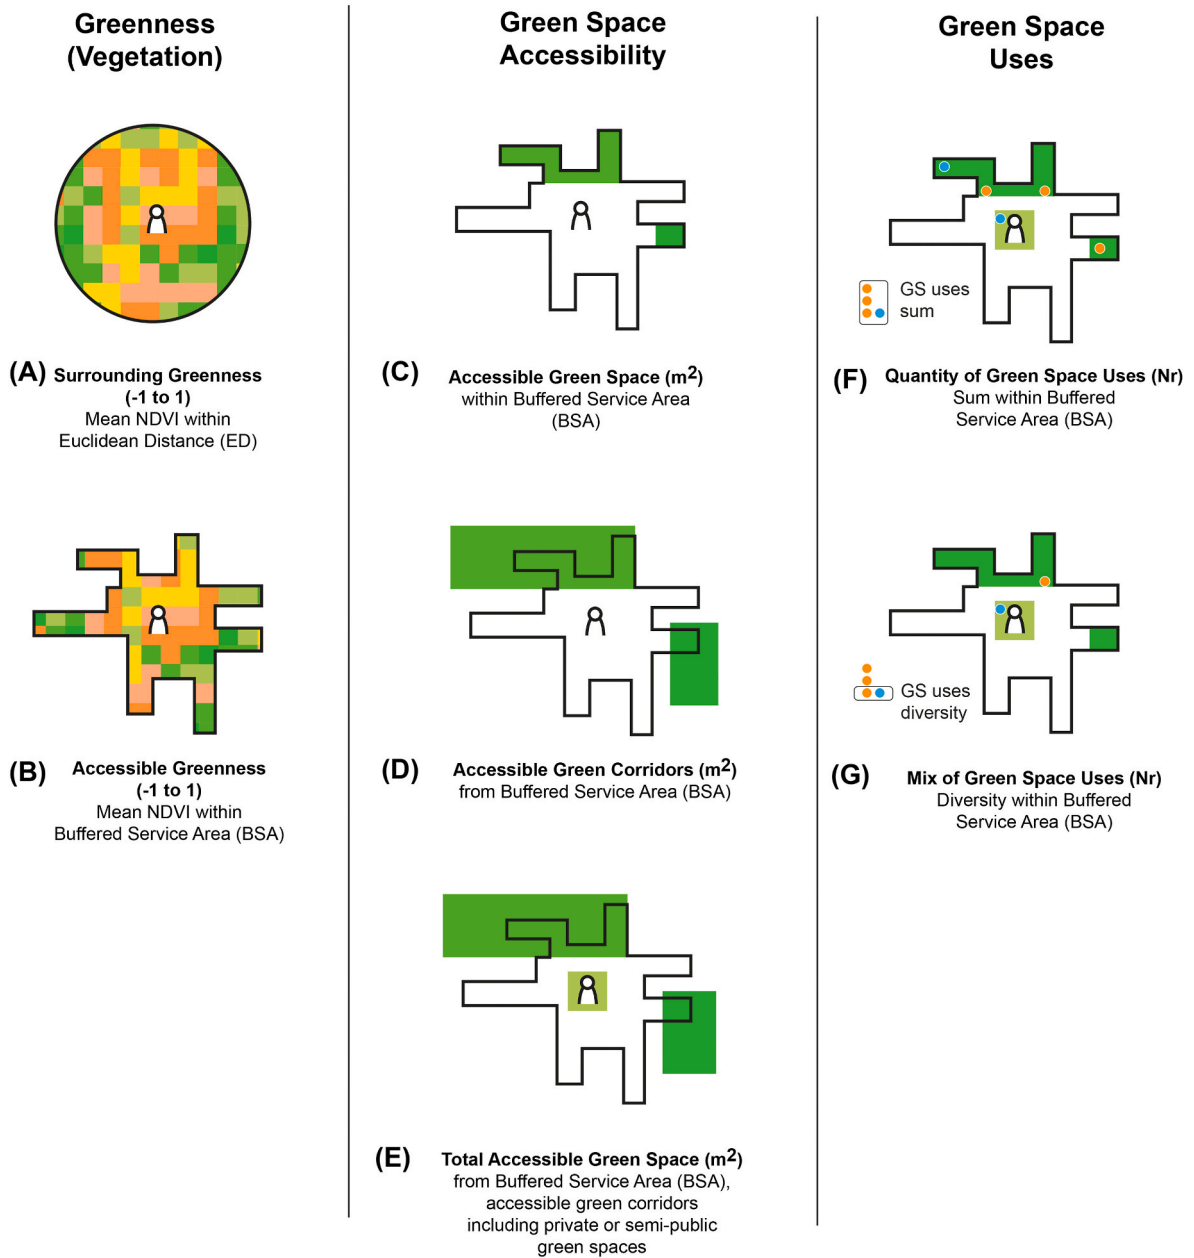 Greenness
(Vegetation)
(A) Surrounding Greenness
(-1 to 1)
Mean NDVI within
Euclidean Distance (ED)
(B) Accessible Greenness
(-1 to 1)
Mean NDVI within
Buffered Service Area (BSA)
Green Space
Accessibility
(C) Accessible Green Space (m²)
within Buffered Service Area
(BSA)
(D) Accessible Green Corridors (m²)
from Buffered Service Area (BSA)
(E) Total Accessible Green Space (m²)
from Buffered Service Area (BSA),
accessible green corridors
including private or semi-public
green spaces
Green Space
Uses
GS uses
sum
(F) Quantity of Green Space Uses (Nr)
Sum within Buffered
Service Area (BSA)
GS uses
diversity
(G) Mix of Green Space Uses (Nr)
Diversity within Buffered
Service Area (BSA)